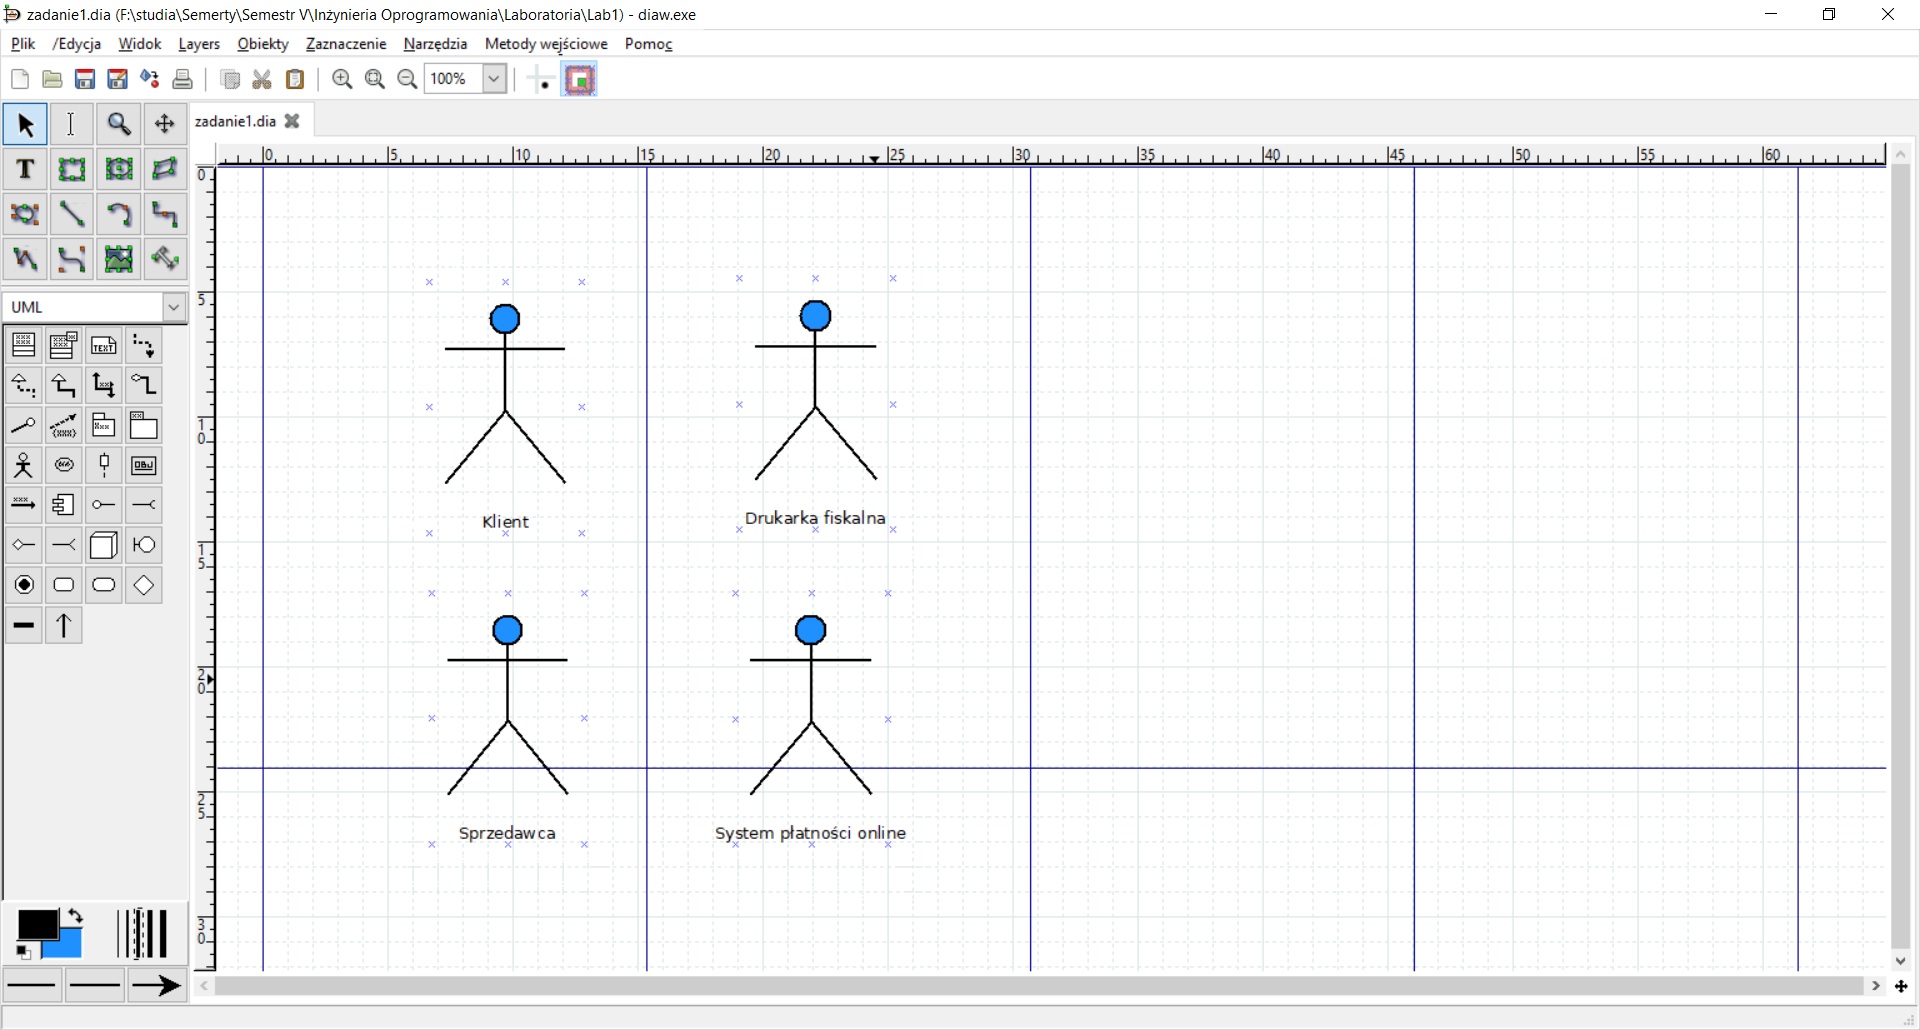 zadanie1.dia (F:\studia\Semerty\Semestr V\Inżynieria Oprogramowania\Laboratoria\Lab1) - diaw.exe
Plik /Edycja Widok Layers Obiekty Zaznaczenie Narzędzia Metody wejściowe Pomoc
100%
zadanie1.dia
T
0 5 10 15 20 25 30 35 40 45 50 55 60
UML
TEXT
OBJ
0
5
10
15
20
25
30
Klient
Drukarka fiskalna
Sprzedawca
System płatności online